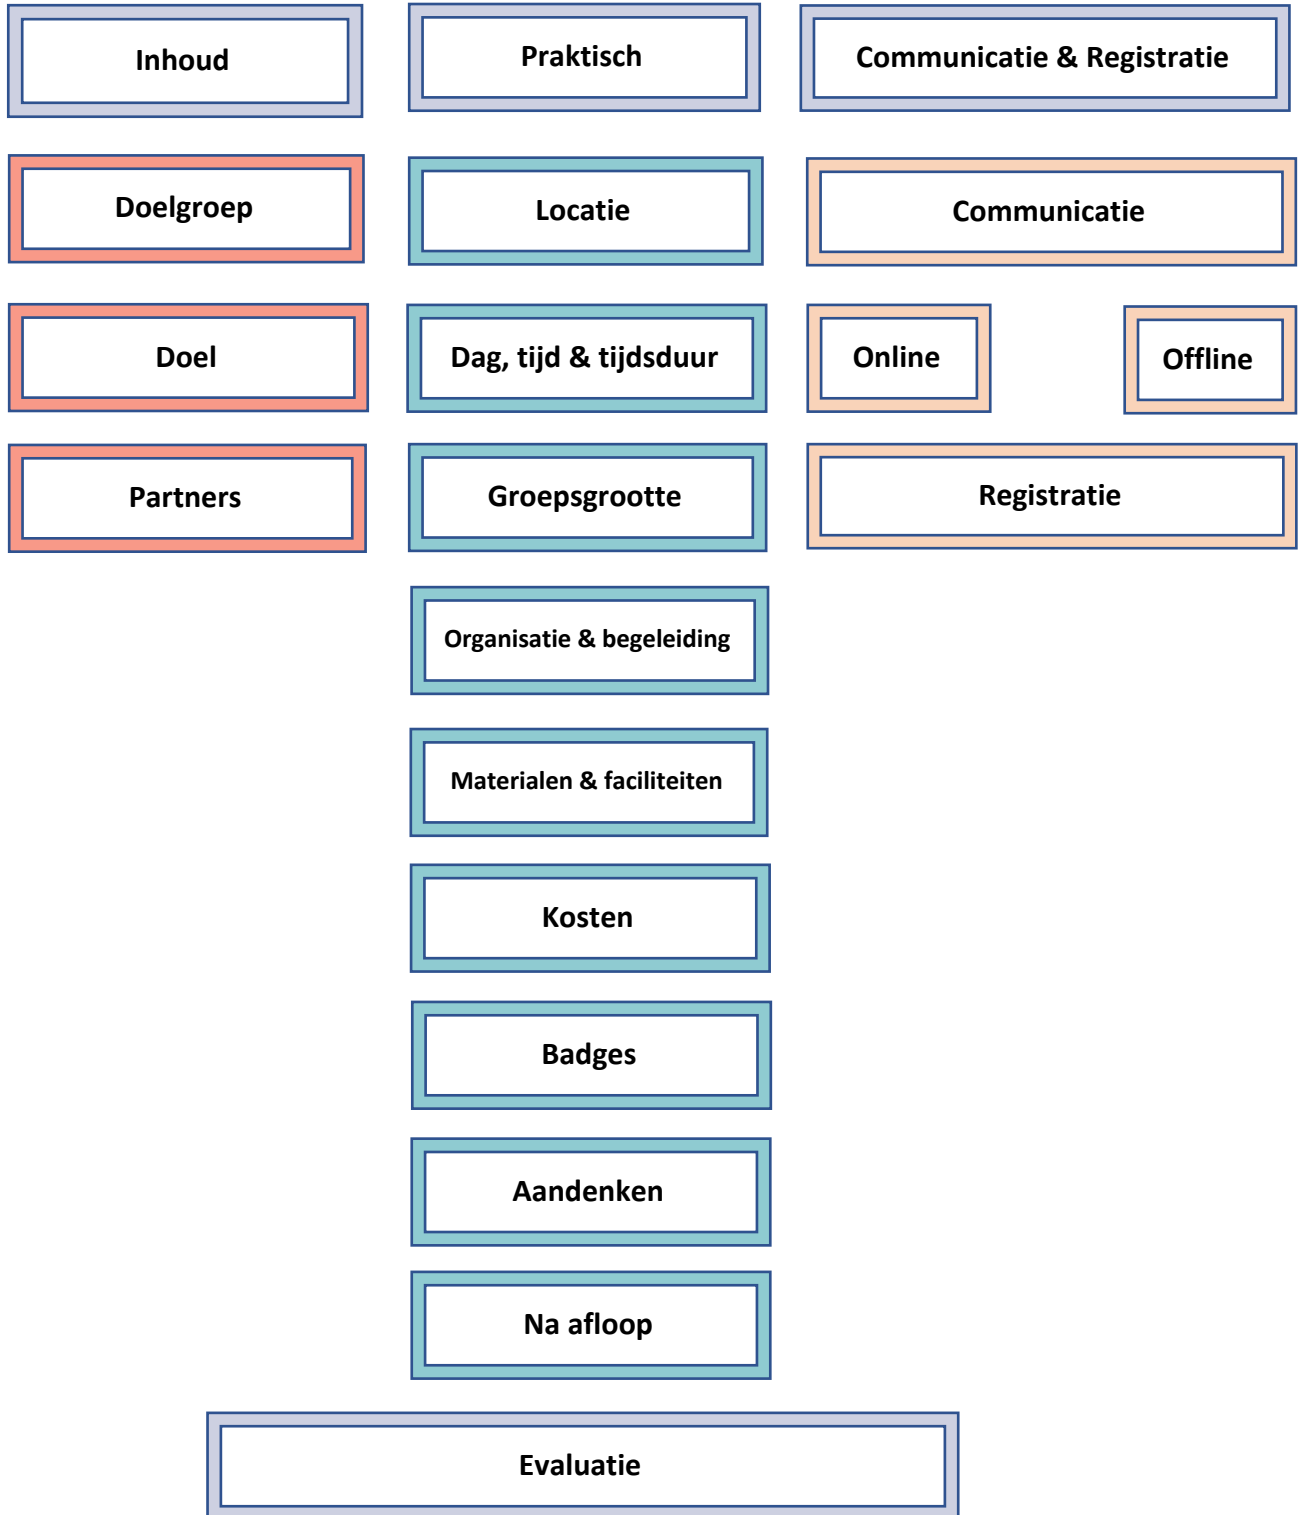 Inhoud
Praktisch
Communicatie & Registratie
Doelgroep
Locatie
Communicatie
Doel
Dag, tijd & tijdsduur
Online
Offline
Partners
Groepsgrootte
Registratie
Organisatie & begeleiding
Materialen & faciliteiten
Kosten
Badges
Aandenken
Na afloop
Evaluatie